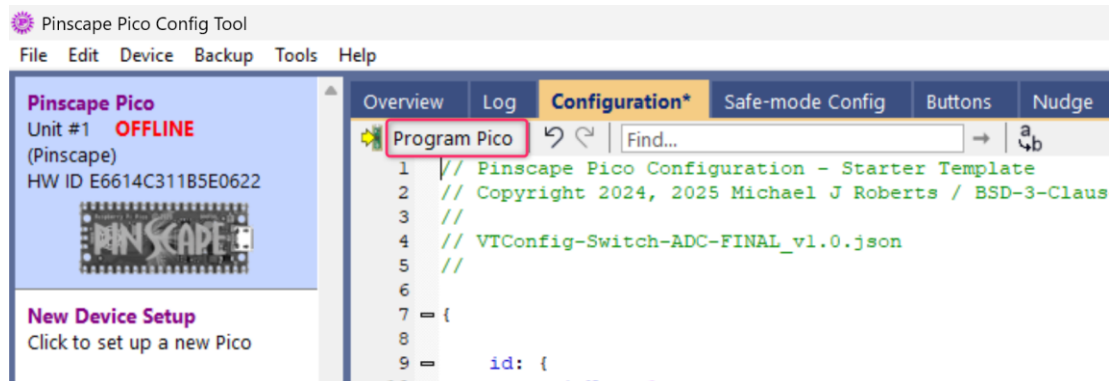 Pinscape Pico Config Tool
File Edit Device Backup Tools Help
Pinscape Pico
Unit #1 OFFLINE
(Pinscape)
HW ID E6614C311B5E0622
PINSCAPE
New Device Setup
Click to set up a new Pico
Overview Log Configuration* Safe-mode Config Buttons Nudge
Program Pico Find... → a b
1 // Pinscape Pico Configuration - Starter Template
2 // Copyright 2024, 2025 Michael J Roberts / BSD-3-Claus
3 //
4 // VTConfig-Switch-ADC-FINAL_v1.0.json
5 //
6
7 {
8
9 id: {